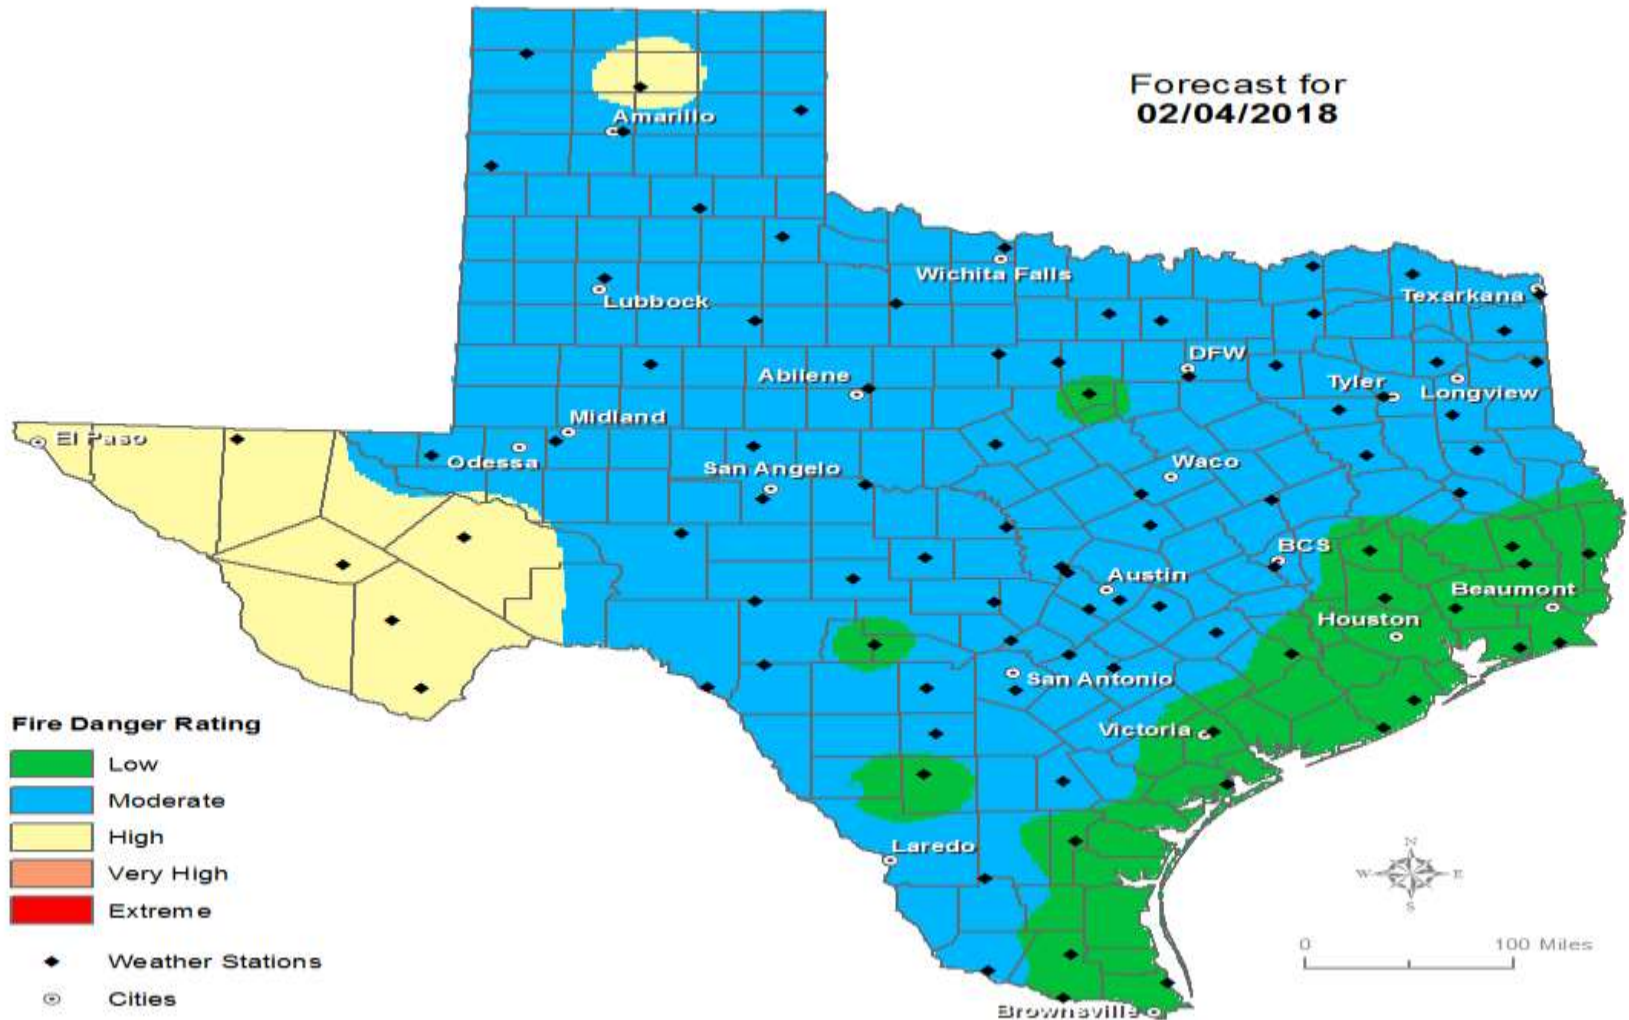 Forecast for
02/04/2018
Amarillo
Wichita Falls
Lubbock
Texarkana
DFW
Abilene
Tyler
Longview
Midland
El Paso
Odessa
San Angelo
Waco
BCS
Austin
Beaumont
Houston
San Antonio
Victoria
Fire Danger Rating
Low
Moderate
High
Very High
Extreme
Weather Stations
Cities
Laredo
Brownsville
N
W E
S
0 100 Miles